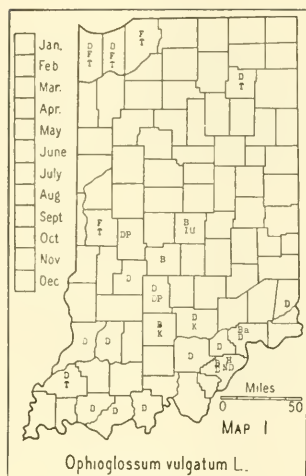 Jan.
Feb
Mar.
Apr.
May
June
July
Aug
Sept
Oct
Nov
Dec
D
F
T
D
F
T
F
T
D
T
F
T
DP
B
IU
B
D
D
DP
B
K
D
K
D
D
Ba
D
D
D
D
D
H
ND
D
T
D
D
D
D
Miles
0 50
MAP 1
Ophioglossum vulgatum L.